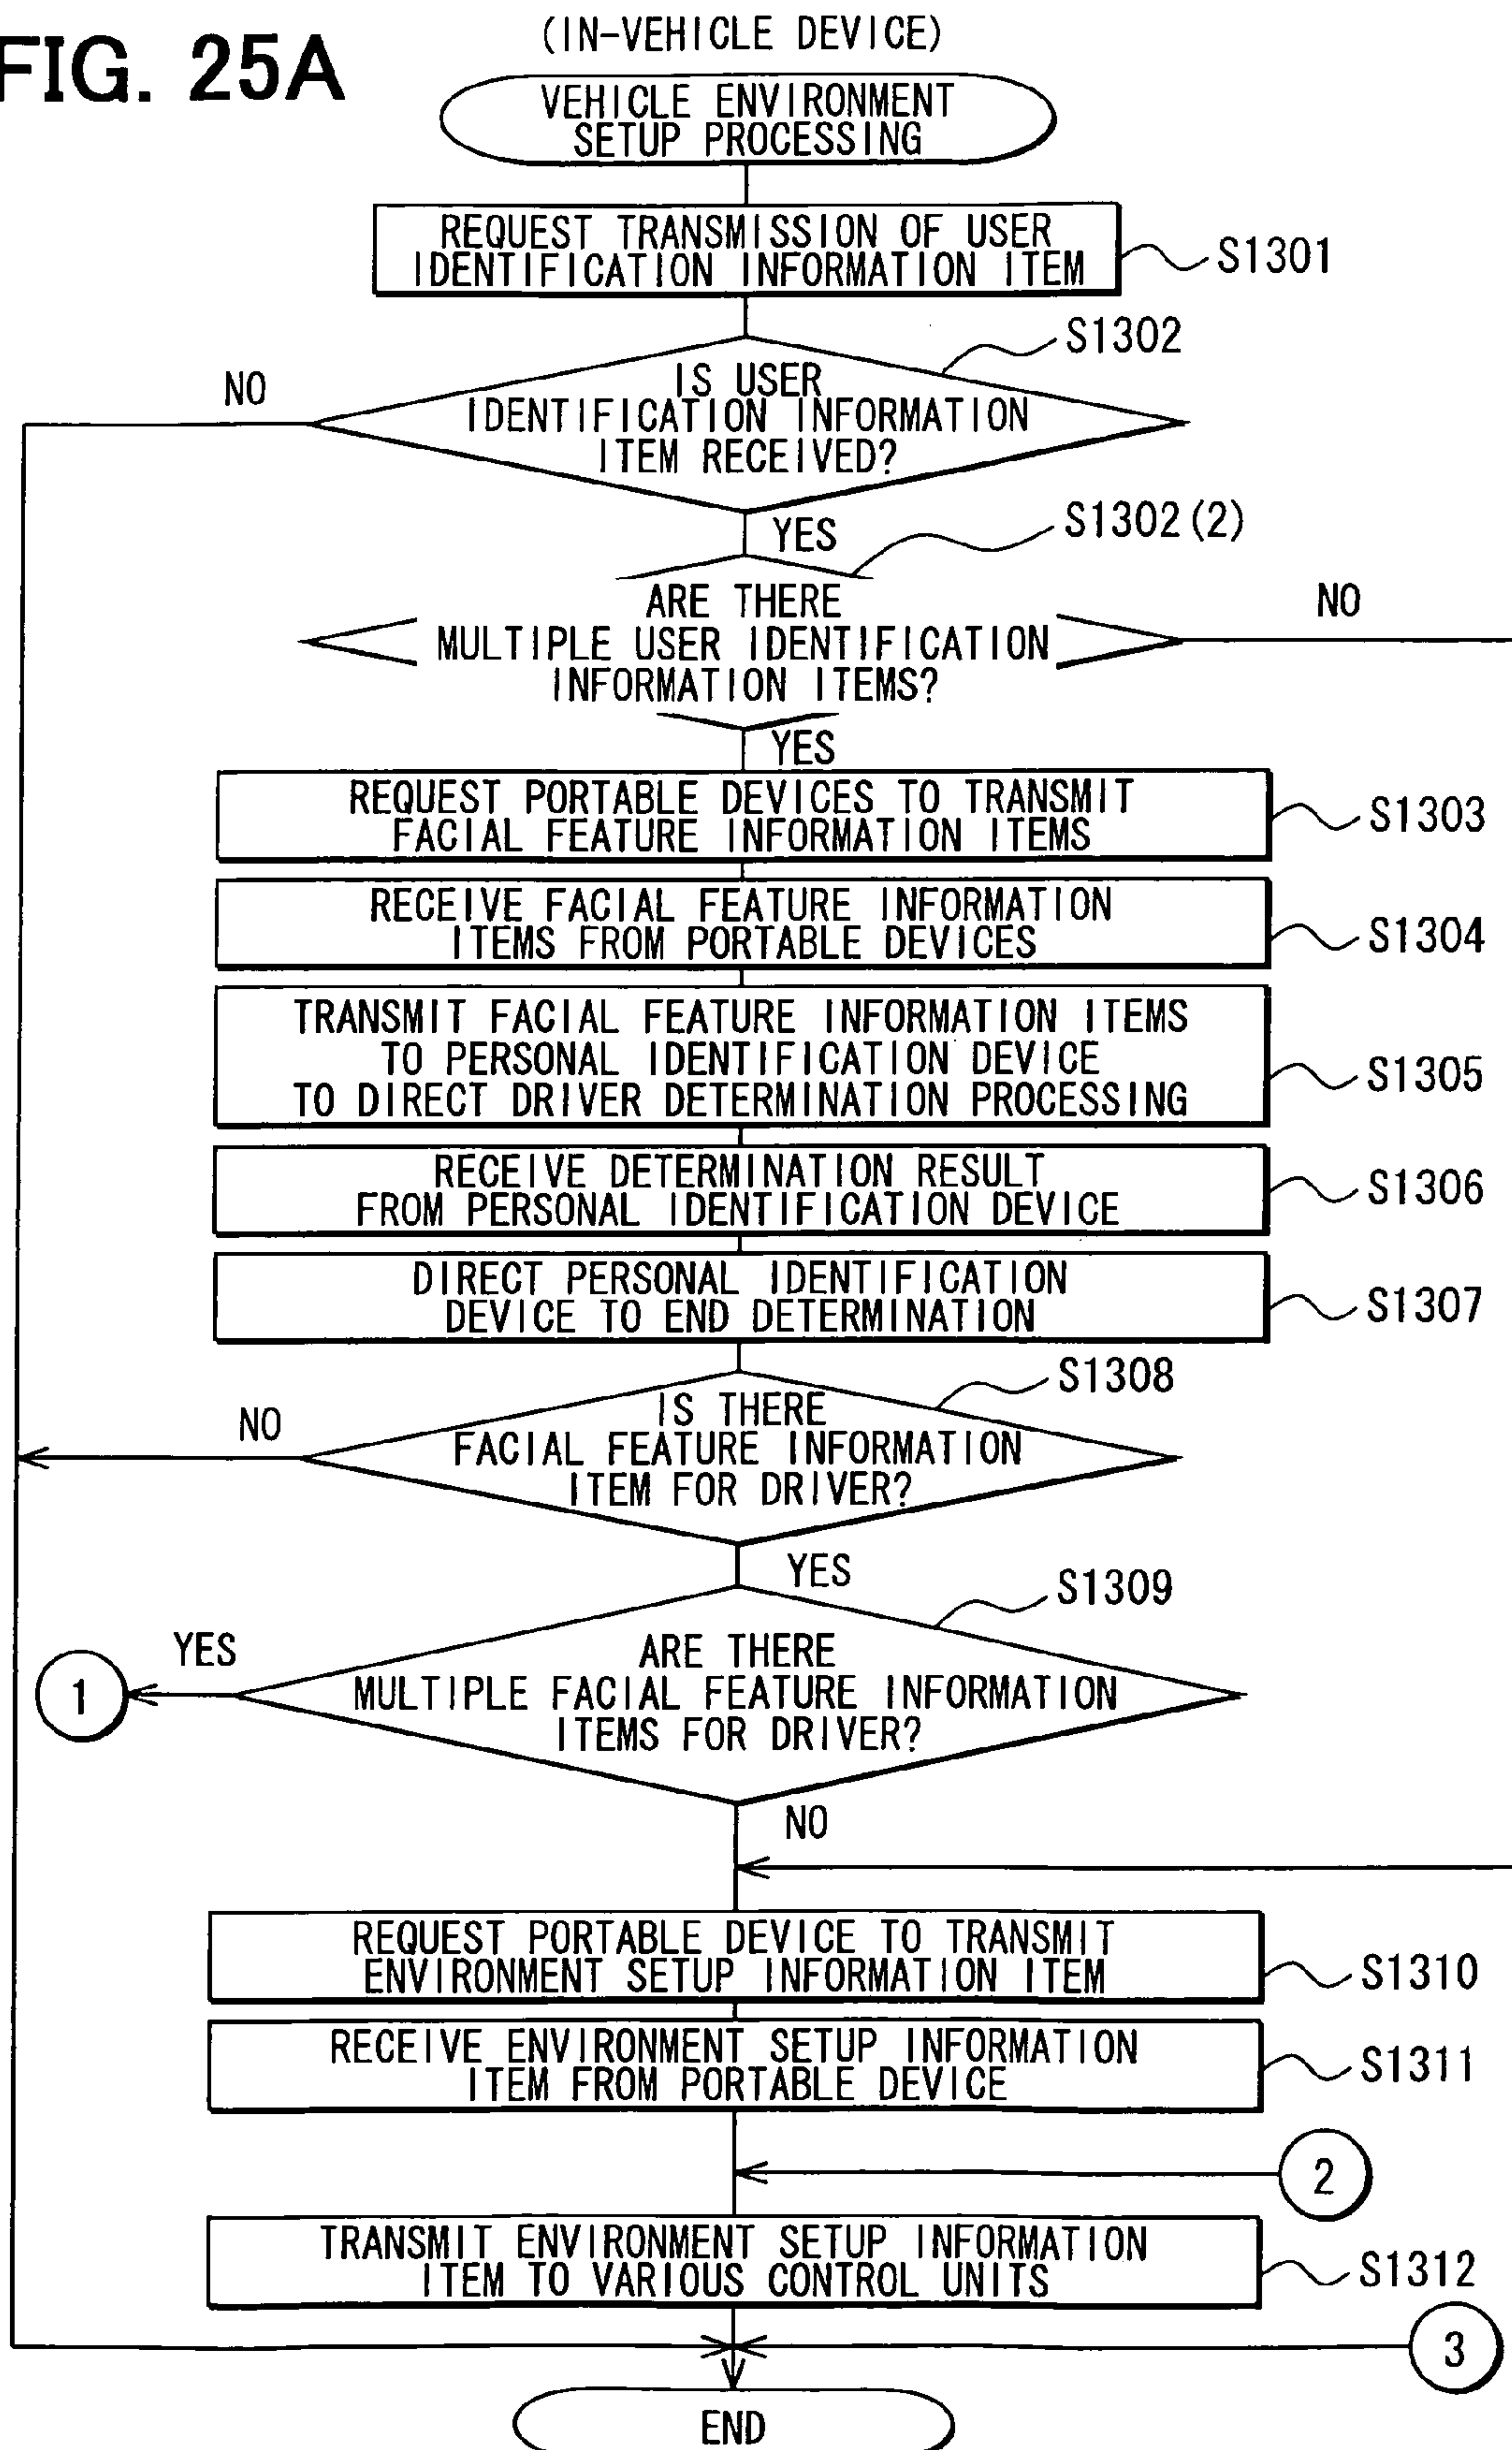 FIG. 25A
(IN-VEHICLE DEVICE)
VEHICLE ENVIRONMENT
SETUP PROCESSING
REQUEST TRANSMISSION OF USER
IDENTIFICATION INFORMATION ITEM
S1301
S1302
NO
IS USER
IDENTIFICATION INFORMATION
ITEM RECEIVED?
YES
S1302(2)
ARE THERE
MULTIPLE USER IDENTIFICATION
INFORMATION ITEMS?
NO
YES
REQUEST PORTABLE DEVICES TO TRANSMIT
FACIAL FEATURE INFORMATION ITEMS
S1303
RECEIVE FACIAL FEATURE INFORMATION
ITEMS FROM PORTABLE DEVICES
S1304
TRANSMIT FACIAL FEATURE INFORMATION ITEMS
TO PERSONAL IDENTIFICATION DEVICE
TO DIRECT DRIVER DETERMINATION PROCESSING
S1305
RECEIVE DETERMINATION RESULT
FROM PERSONAL IDENTIFICATION DEVICE
S1306
DIRECT PERSONAL IDENTIFICATION
DEVICE TO END DETERMINATION
S1307
S1308
NO
IS THERE
FACIAL FEATURE INFORMATION
ITEM FOR DRIVER?
YES
S1309
YES
1
ARE THERE
MULTIPLE FACIAL FEATURE INFORMATION
ITEMS FOR DRIVER?
NO
REQUEST PORTABLE DEVICE TO TRANSMIT
ENVIRONMENT SETUP INFORMATION ITEM
S1310
RECEIVE ENVIRONMENT SETUP INFORMATION
ITEM FROM PORTABLE DEVICE
S1311
2
TRANSMIT ENVIRONMENT SETUP INFORMATION
ITEM TO VARIOUS CONTROL UNITS
S1312
3
END